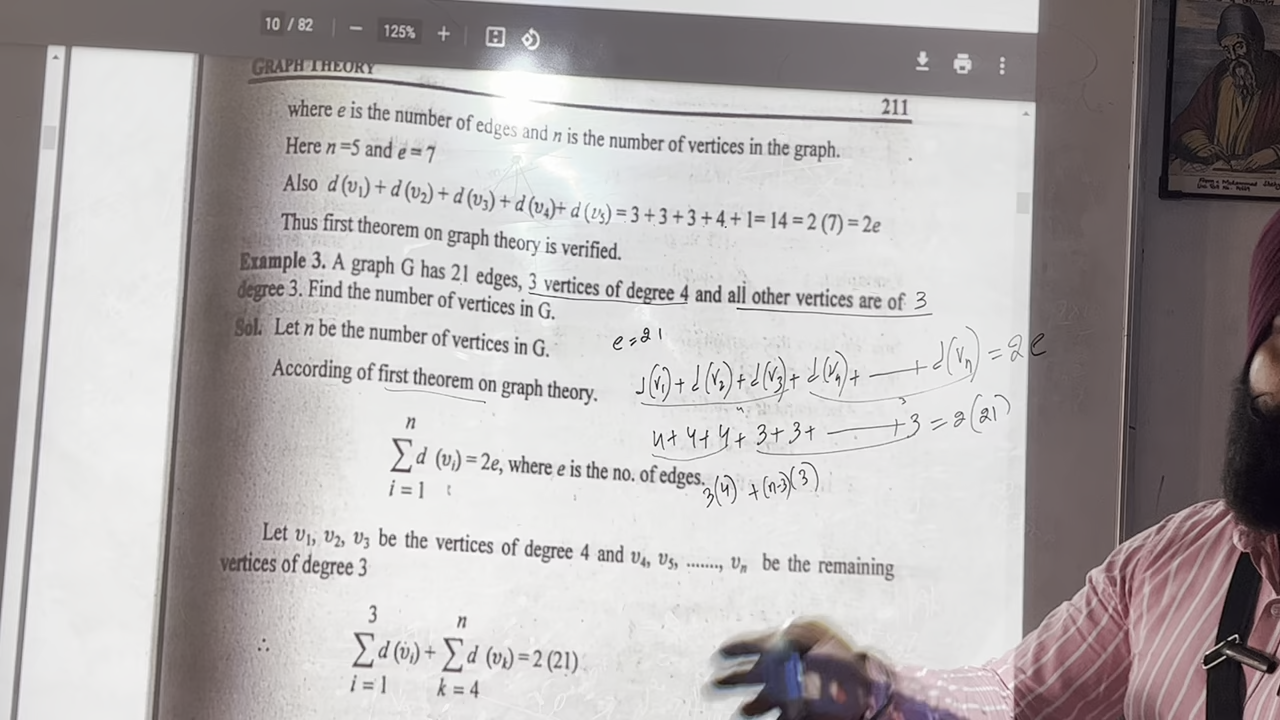 10 / 82 — 125% +
GRAPH THEORY
211
where e is the number of edges and n is the number of vertices in the graph.
Here n =5 and e = 7
Also d (v₁) + d (v₂) + d (v₃) + d (v₄)+ d (v₅) = 3 + 3 + 3 + 4 + 1= 14 = 2 (7) = 2e
Thus first theorem on graph theory is verified.
Example 3. A graph G has 21 edges, 3 vertices of degree 4 and all other vertices are of 3
degree 3. Find the number of vertices in G.
Sol. Let n be the number of vertices in G.
e = 21
According of first theorem on graph theory.
d(v₁) + d(v₂) + d(v₃) + d(v₄) + — + d(vₙ) = 2e
4 + 4 + 4 + 3 + 3 + — + 3 = 2(21)
n
∑ d (vᵢ) = 2e, where e is the no. of edges.
i = 1
3(4) + (n-3)(3)
Let v₁, v₂, v₃ be the vertices of degree 4 and v₄, v₅, ........, vₙ be the remaining
vertices of degree 3
3 n
∴ ∑ d (vᵢ) + ∑ d (vₖ) = 2 (21)
i = 1 k = 4